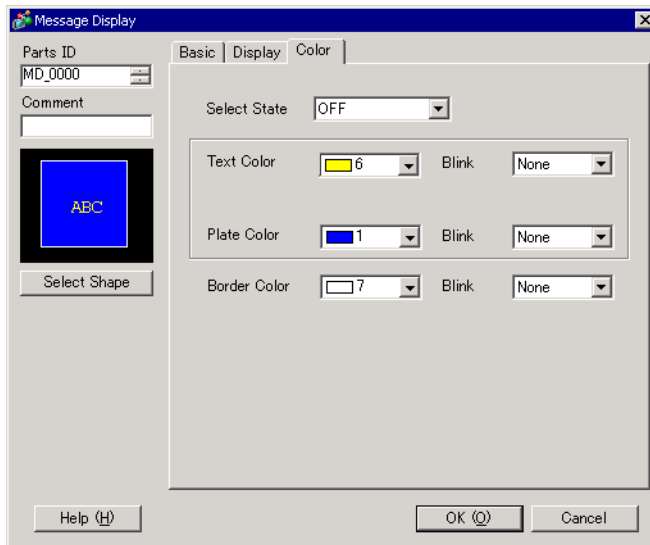 Message Display
Parts ID
MD_0000
Comment
ABC
Select Shape
Basic Display Color
Select State OFF
Text Color 6 Blink None
Plate Color 1 Blink None
Border Color 7 Blink None
Help (H) OK (O) Cancel